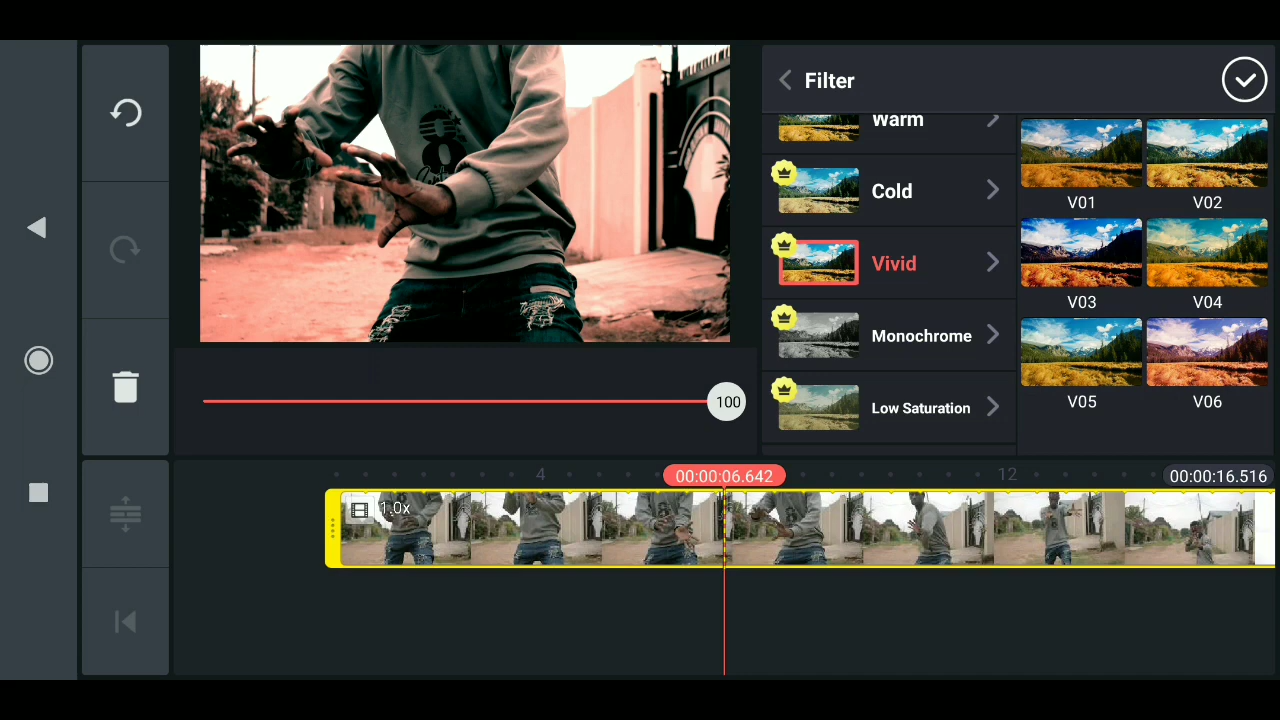 Filter
Warm
Cold
Vivid
Monochrome
Low Saturation
V01
V02
V03
V04
V05
V06
8
100
4
00:00:06.642
12
00:00:16.516
1.0x